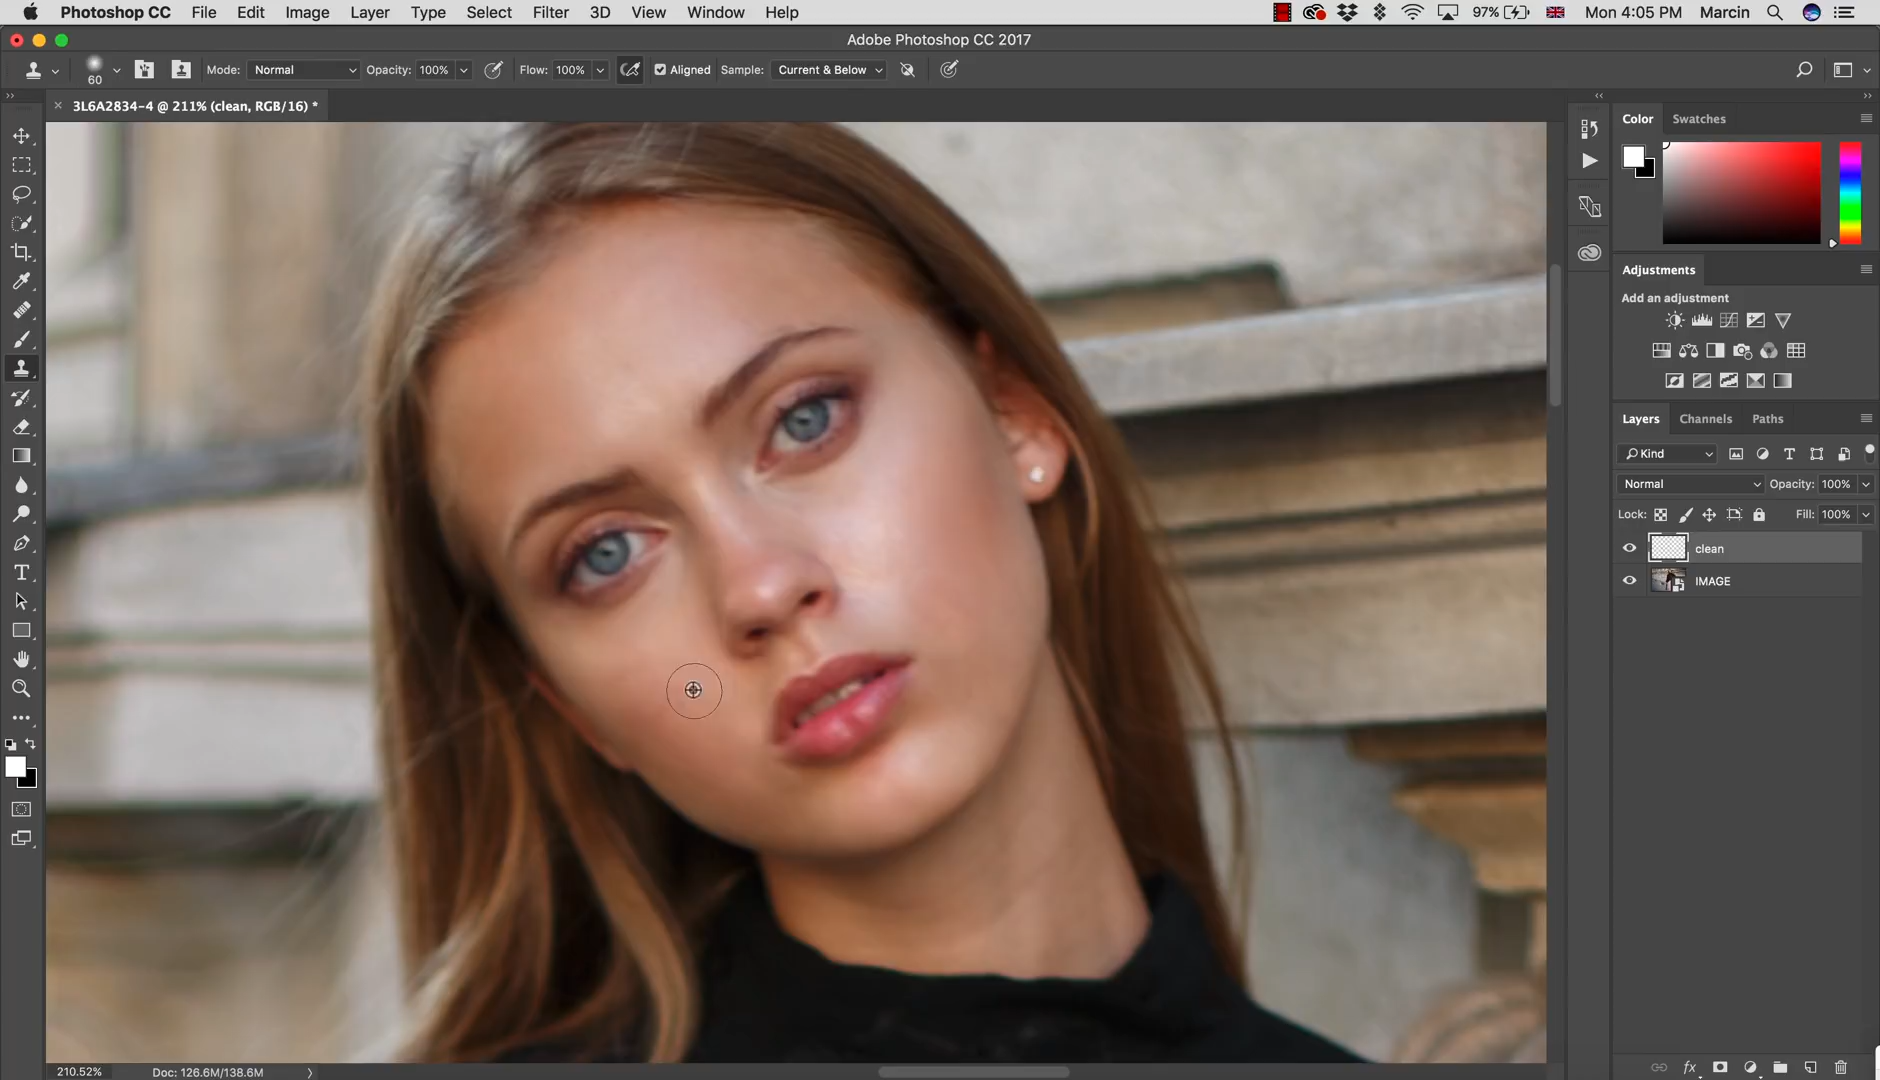 Photoshop CC File Edit Image Layer Type Select Filter 3D View Window Help 97% Mon 4:05 PM Marcin
Adobe Photoshop CC 2017
60 Mode: Normal Opacity: 100% Flow: 100% Aligned Sample: Current & Below
3L6A2834-4 @ 211% (clean, RGB/16) *
Color Swatches
Adjustments
Add an adjustment
Layers Channels Paths
Kind
Normal Opacity: 100%
Lock: Fill: 100%
clean
IMAGE
210.52% Doc: 126.6M/138.6M